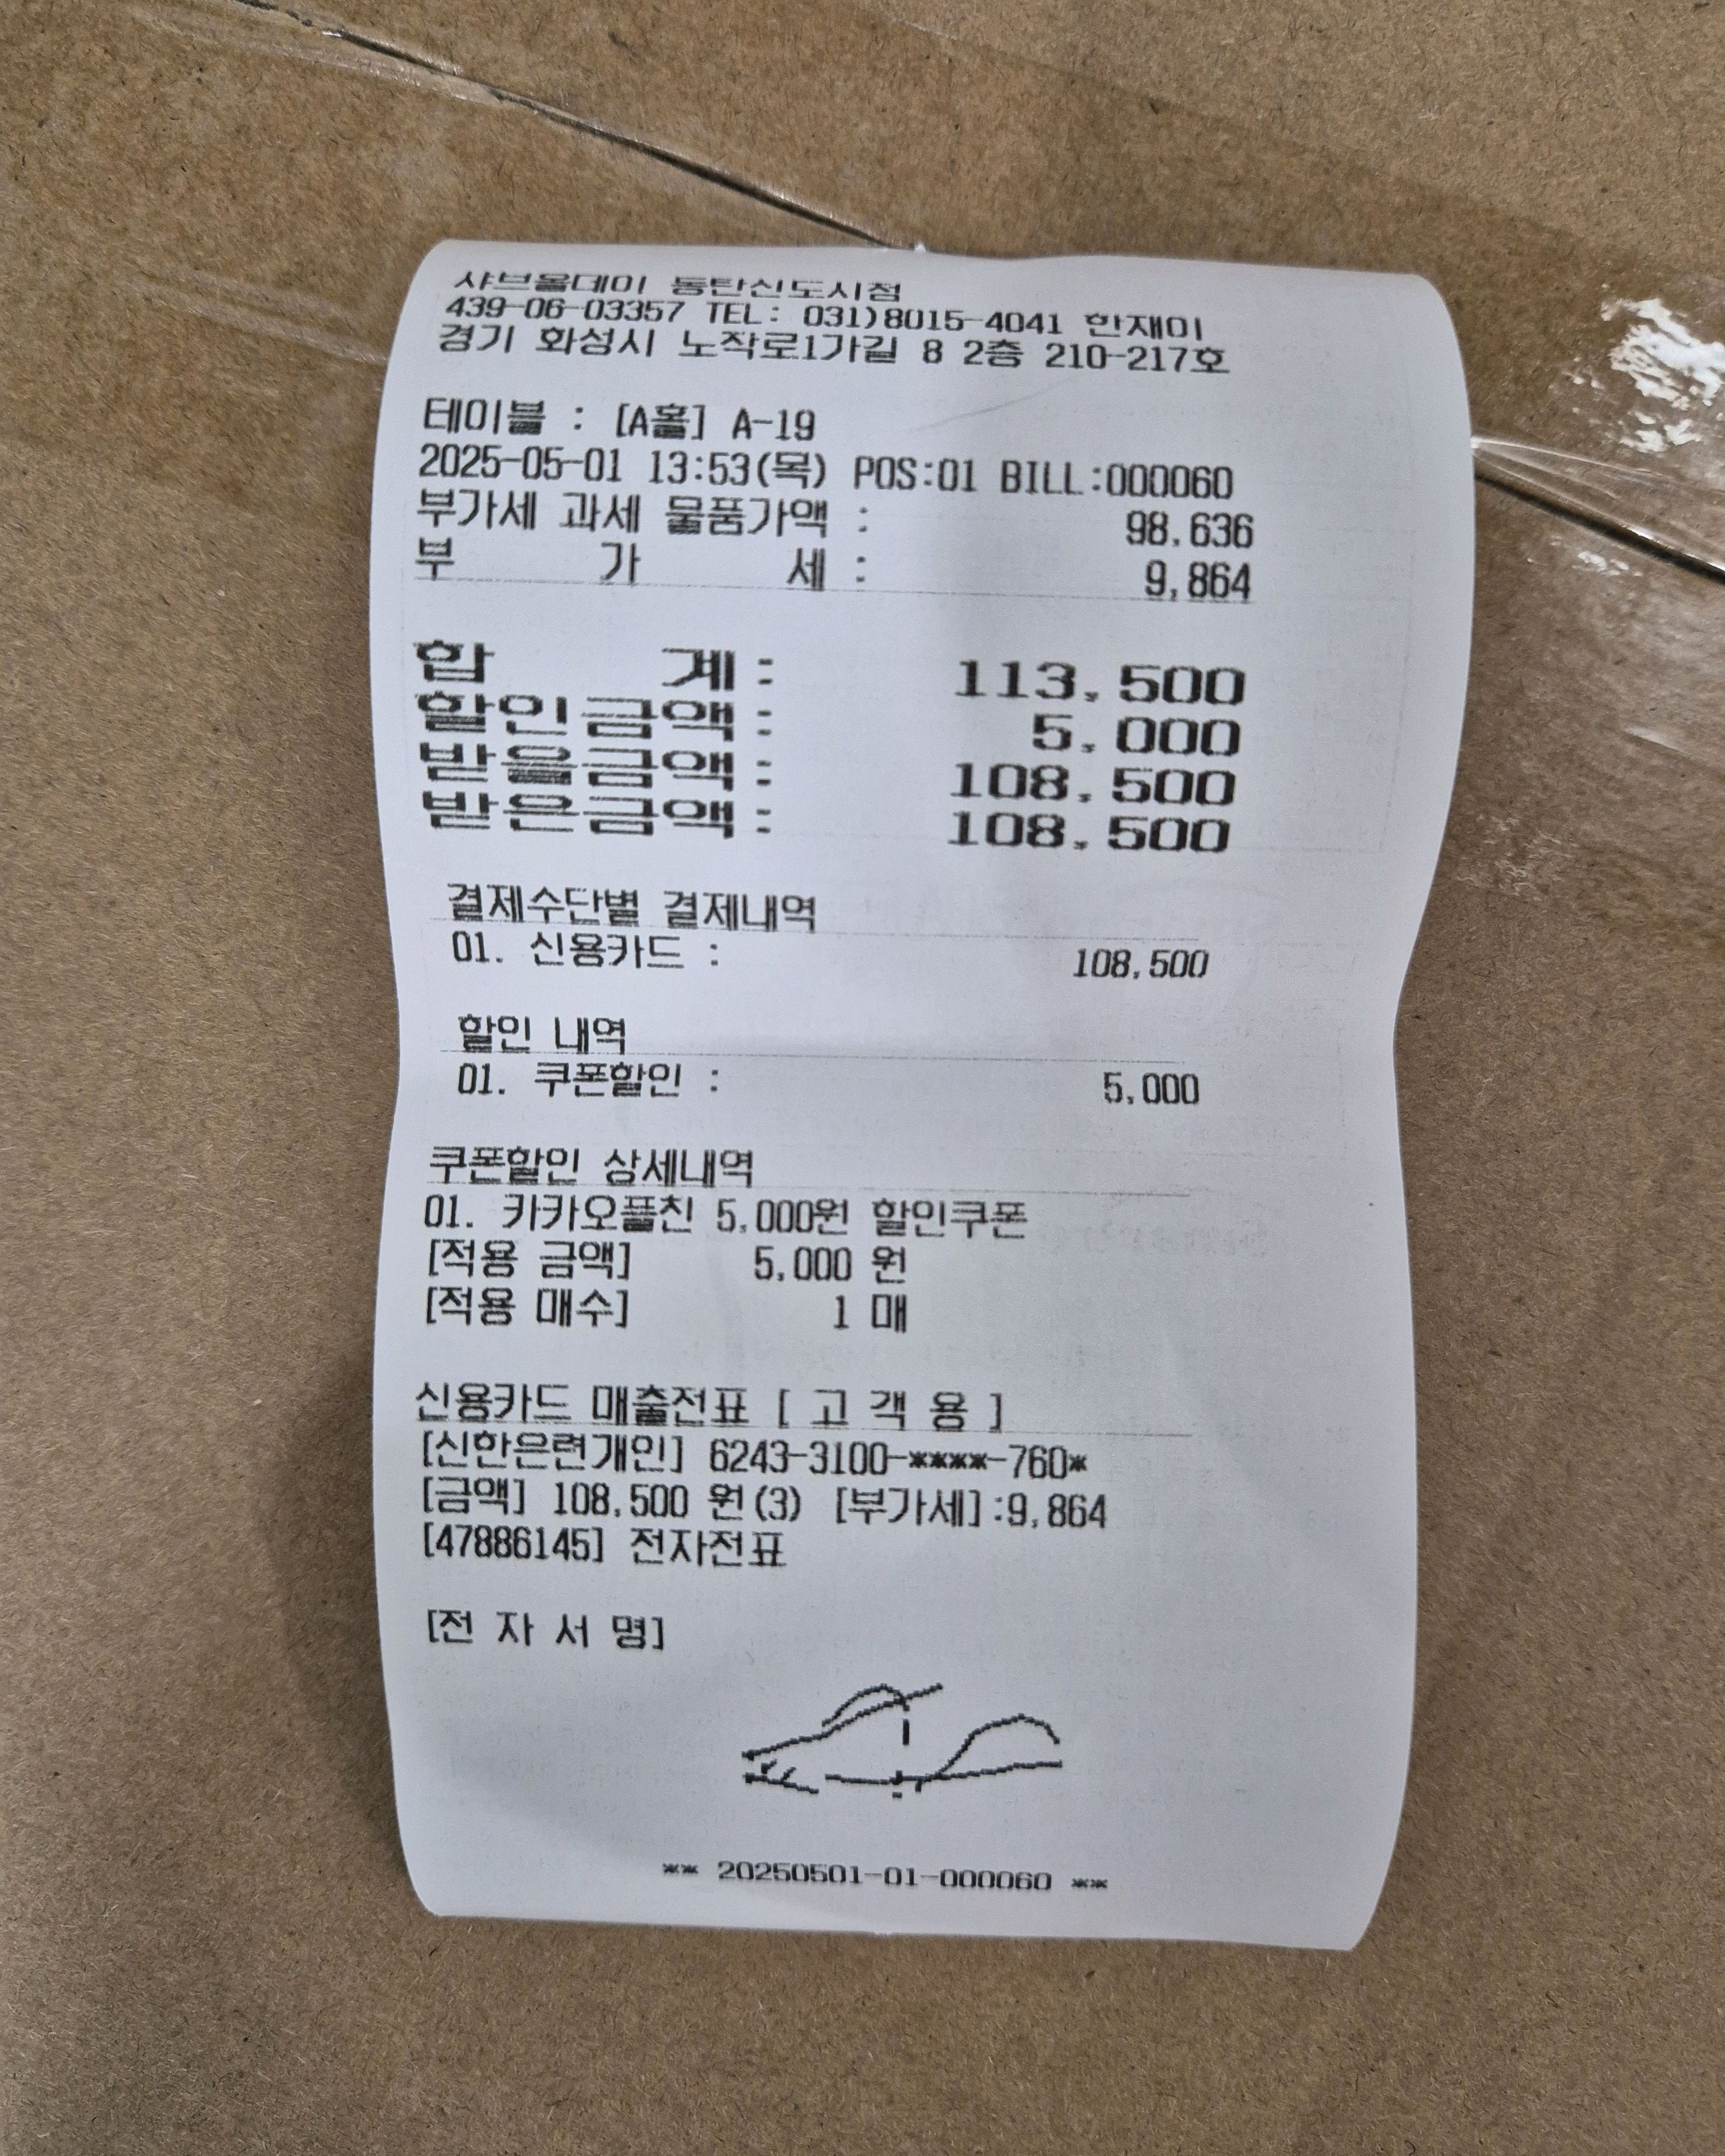 샤브올데이 동탄신도시점
439-06-03357 TEL: 031)8015-4041 한재미
경기 화성시 노작로1가길 8 2층 210-217호
테이블 : [A홀] A-19
2025-05-01 13:53(목) POS:01 BILL:000060
부가세 과세 물품가액 : 98,636
부 가 세 : 9,864
합 계 : 113,500
할인금액 : 5,000
받을금액 : 108,500
받은금액 : 108,500
결제수단별 결제내역
01. 신용카드 : 108,500
할인 내역
01. 쿠폰할인 : 5,000
쿠폰할인 상세내역
01. 카카오플친 5,000원 할인쿠폰
[적용 금액] 5,000 원
[적용 매수] 1 매
신용카드 매출전표 [ 고 객 용 ]
[신한은련개인] 6243-3100-****-760*
[금액] 108,500 원(3) [부가세]:9,864
[47886145] 전자전표
[전 자 서 명]
** 20250501-01-000060 **